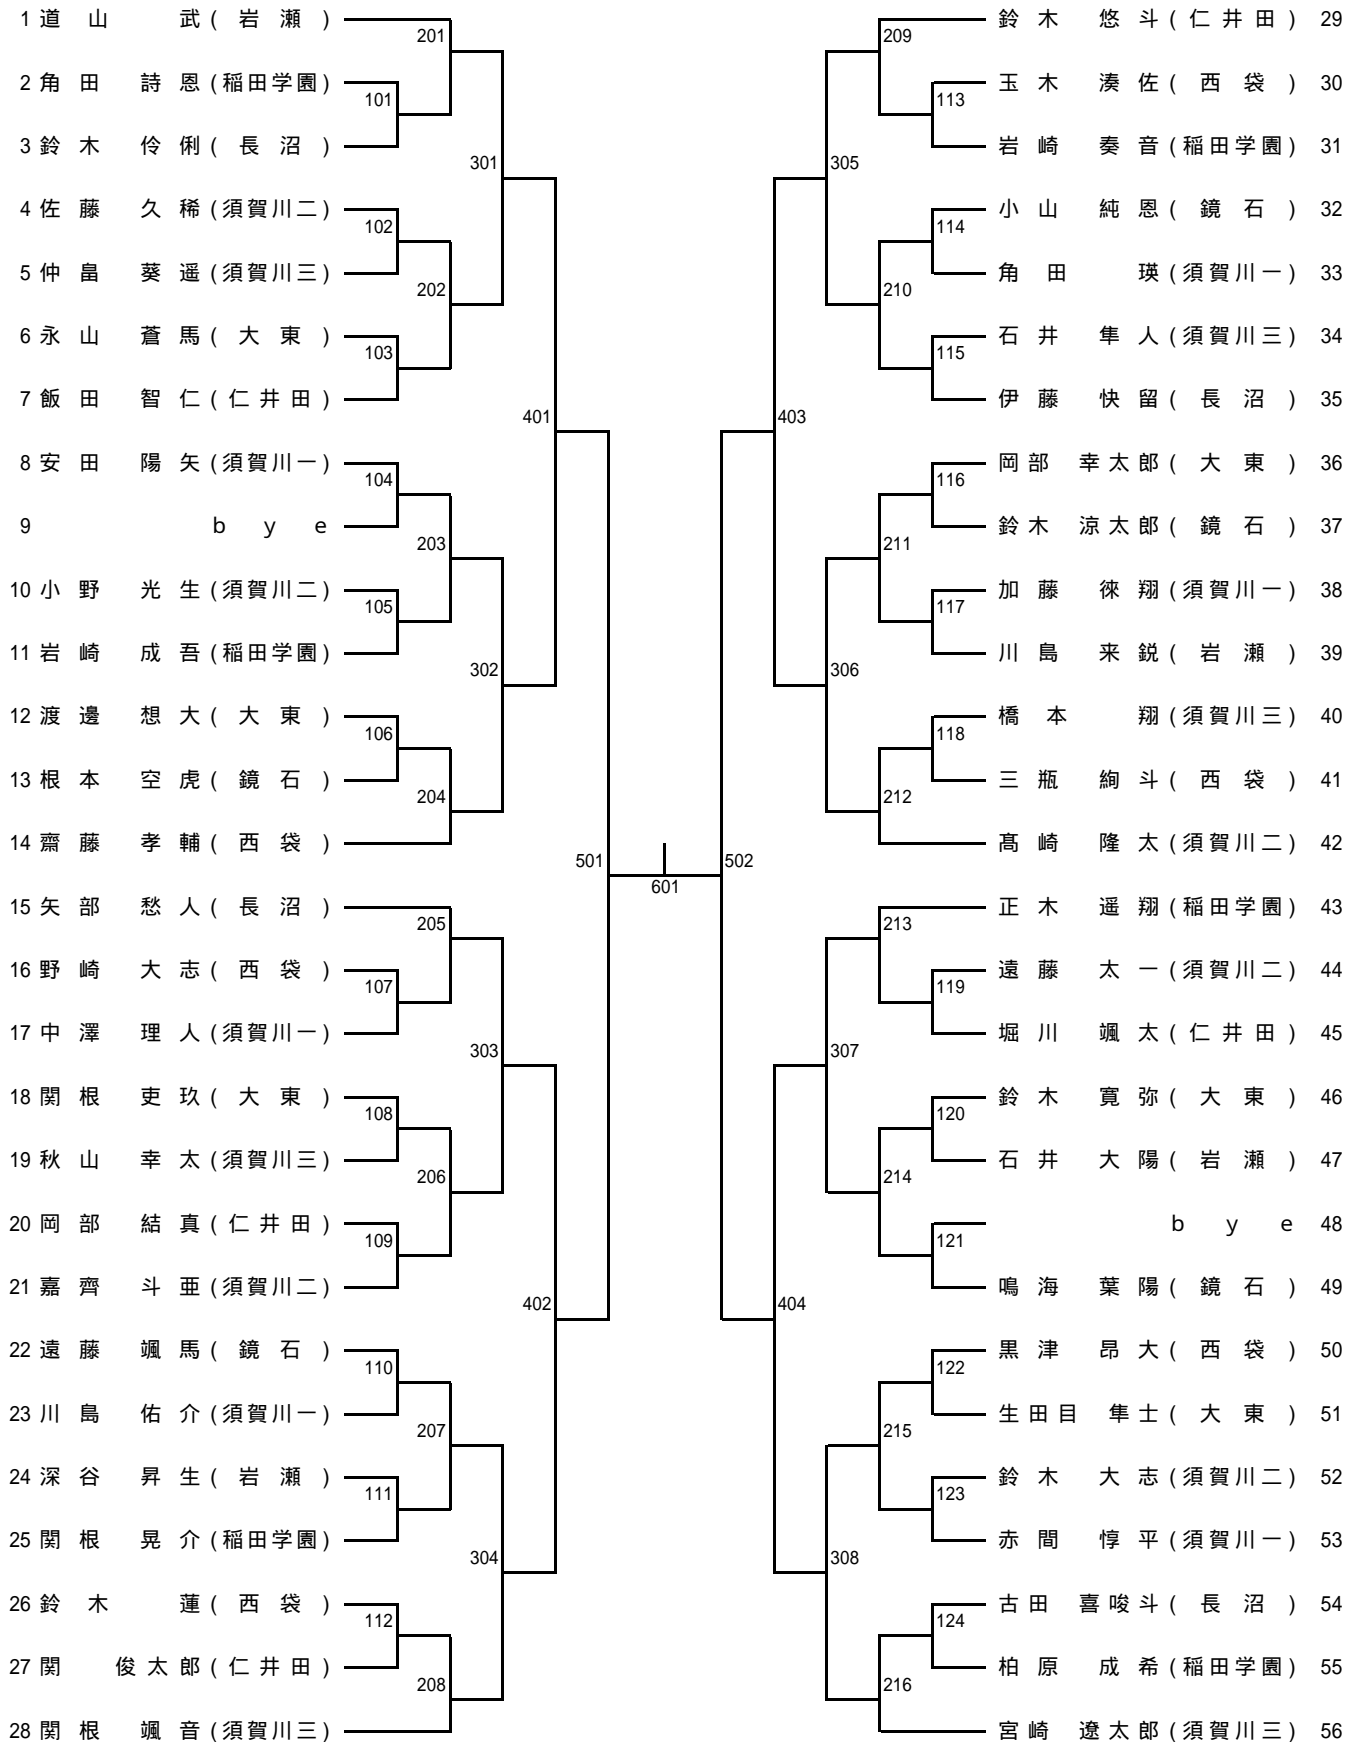 1 道山 武 (岩瀬)
201
2 角田 詩恩 (稲田学園)
101
3 鈴木 伶俐 (長沼)
301
4 佐藤 久稀 (須賀川二)
102
5 仲畠 葵遥 (須賀川三)
202
6 永山 蒼馬 (大東)
103
7 飯田 智仁 (仁井田)
401
8 安田 陽矢 (須賀川一)
104
9 bye
203
10 小野 光生 (須賀川二)
105
11 岩崎 成吾 (稲田学園)
302
12 渡邉 想大 (大東)
106
13 根本 空虎 (鏡石)
204
14 齋藤 孝輔 (西袋)
501
601
15 矢部 愁人 (長沼)
205
16 野崎 大志 (西袋)
107
17 中澤 理人 (須賀川一)
303
18 関根 吏玖 (大東)
108
19 秋山 幸太 (須賀川三)
206
20 岡部 結真 (仁井田)
109
21 嘉齊 斗亜 (須賀川二)
402
22 遠藤 颯馬 (鏡石)
110
23 川島 佑介 (須賀川一)
207
24 深谷 昇生 (岩瀬)
111
25 関根 晃介 (稲田学園)
304
26 鈴木 蓮 (西袋)
112
27 関 俊太郎 (仁井田)
208
28 関根 颯音 (須賀川三)
鈴木 悠斗 (仁井田) 29
209
玉木 湊佐 (西袋) 30
113
岩崎 奏音 (稲田学園) 31
305
小山 純恩 (鏡石) 32
114
角田 瑛 (須賀川一) 33
210
石井 隼人 (須賀川三) 34
115
伊藤 快留 (長沼) 35
403
岡部 幸太郎 (大東) 36
116
鈴木 涼太郎 (鏡石) 37
211
加藤 徠翔 (須賀川一) 38
117
川島 来鋭 (岩瀬) 39
306
橋本 翔 (須賀川三) 40
118
三瓶 絢斗 (西袋) 41
212
髙崎 隆太 (須賀川二) 42
502
正木 遥翔 (稲田学園) 43
213
遠藤 太一 (須賀川二) 44
119
堀川 颯太 (仁井田) 45
307
鈴木 寛弥 (大東) 46
120
石井 大陽 (岩瀬) 47
214
bye 48
121
鳴海 葉陽 (鏡石) 49
404
黒津 昂大 (西袋) 50
122
生田目 隼士 (大東) 51
215
鈴木 大志 (須賀川二) 52
123
赤間 惇平 (須賀川一) 53
308
古田 喜唆斗 (長沼) 54
124
柏原 成希 (稲田学園) 55
216
宮崎 遼太郎 (須賀川三) 56